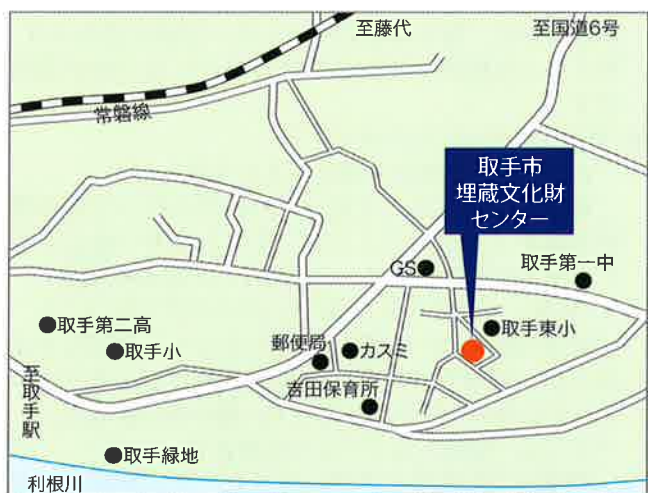 至藤代
至国道6号
常磐線
取手市
埋蔵文化財
センター
GS
取手第一中
取手第二高
取手小
郵便局
カスミ
取手東小
吉田保育所
至取手駅
取手緑地
利根川